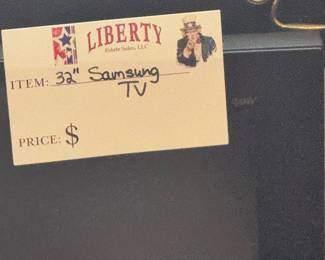 LIBERTY
Estate Sales, LLC
ITEM: 32" Samsung
TV
PRICE: $